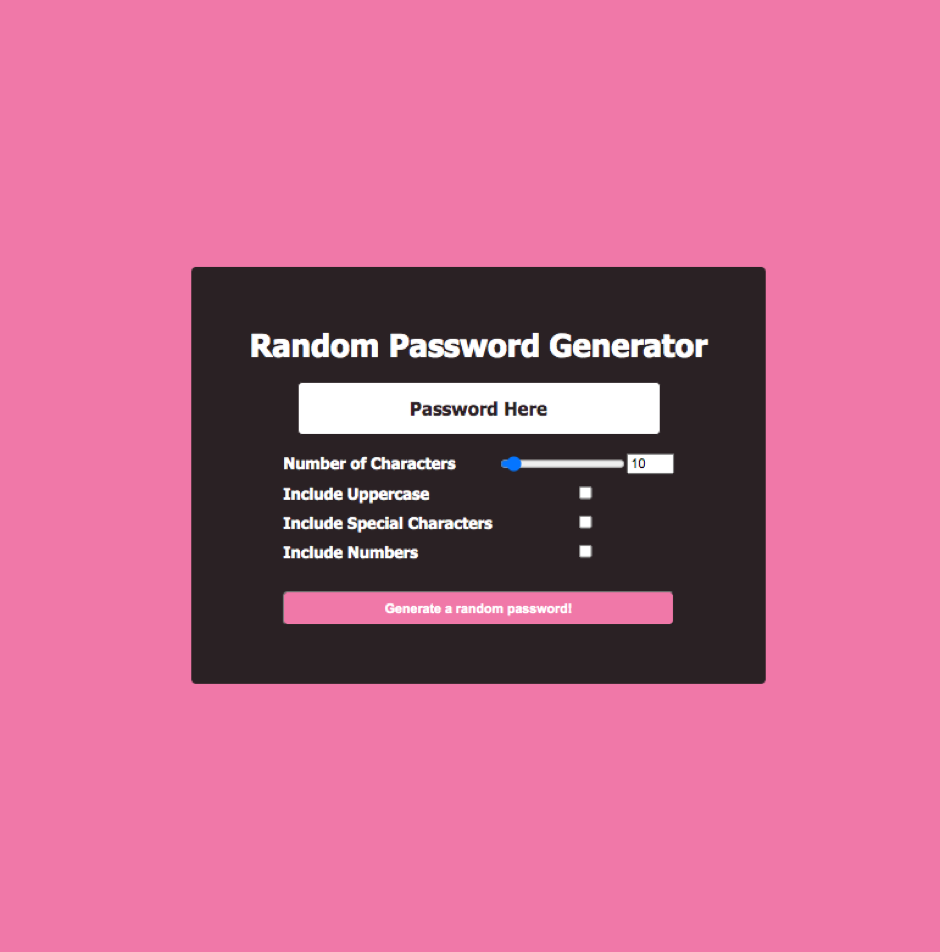 Random Password Generator
Password Here
Number of Characters 10
Include Uppercase
Include Special Characters
Include Numbers
Generate a random password!